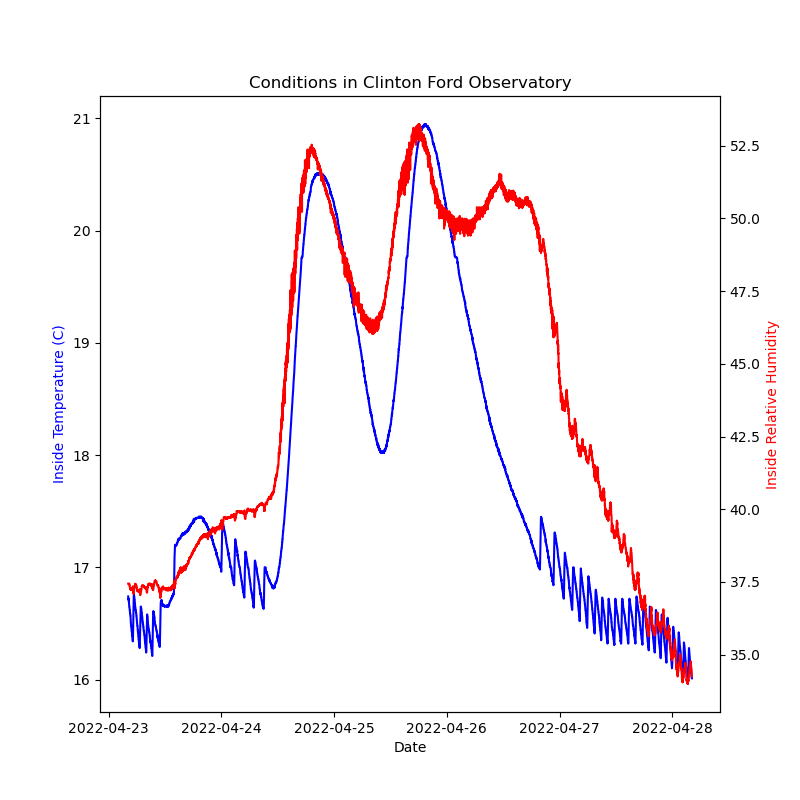 Conditions in Clinton Ford Observatory
21
20
19
18
17
16
Inside Temperature (C)
52.5
50.0
47.5
45.0
42.5
40.0
37.5
35.0
Inside Relative Humidity
2022-04-23 2022-04-24 2022-04-25 2022-04-26 2022-04-27 2022-04-28
Date